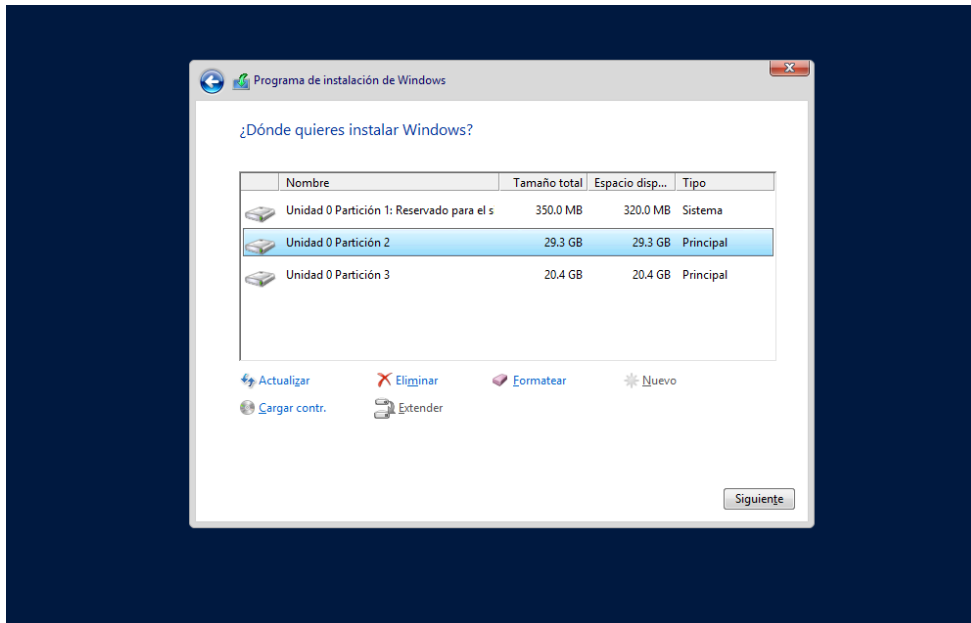 Programa de instalación de Windows
¿Dónde quieres instalar Windows?
Nombre Tamaño total Espacio disp... Tipo
Unidad 0 Partición 1: Reservado para el s 350.0 MB 320.0 MB Sistema
Unidad 0 Partición 2 29.3 GB 29.3 GB Principal
Unidad 0 Partición 3 20.4 GB 20.4 GB Principal
Actualizar Eliminar Formatear Nuevo
Cargar contr. Extender
Siguiente